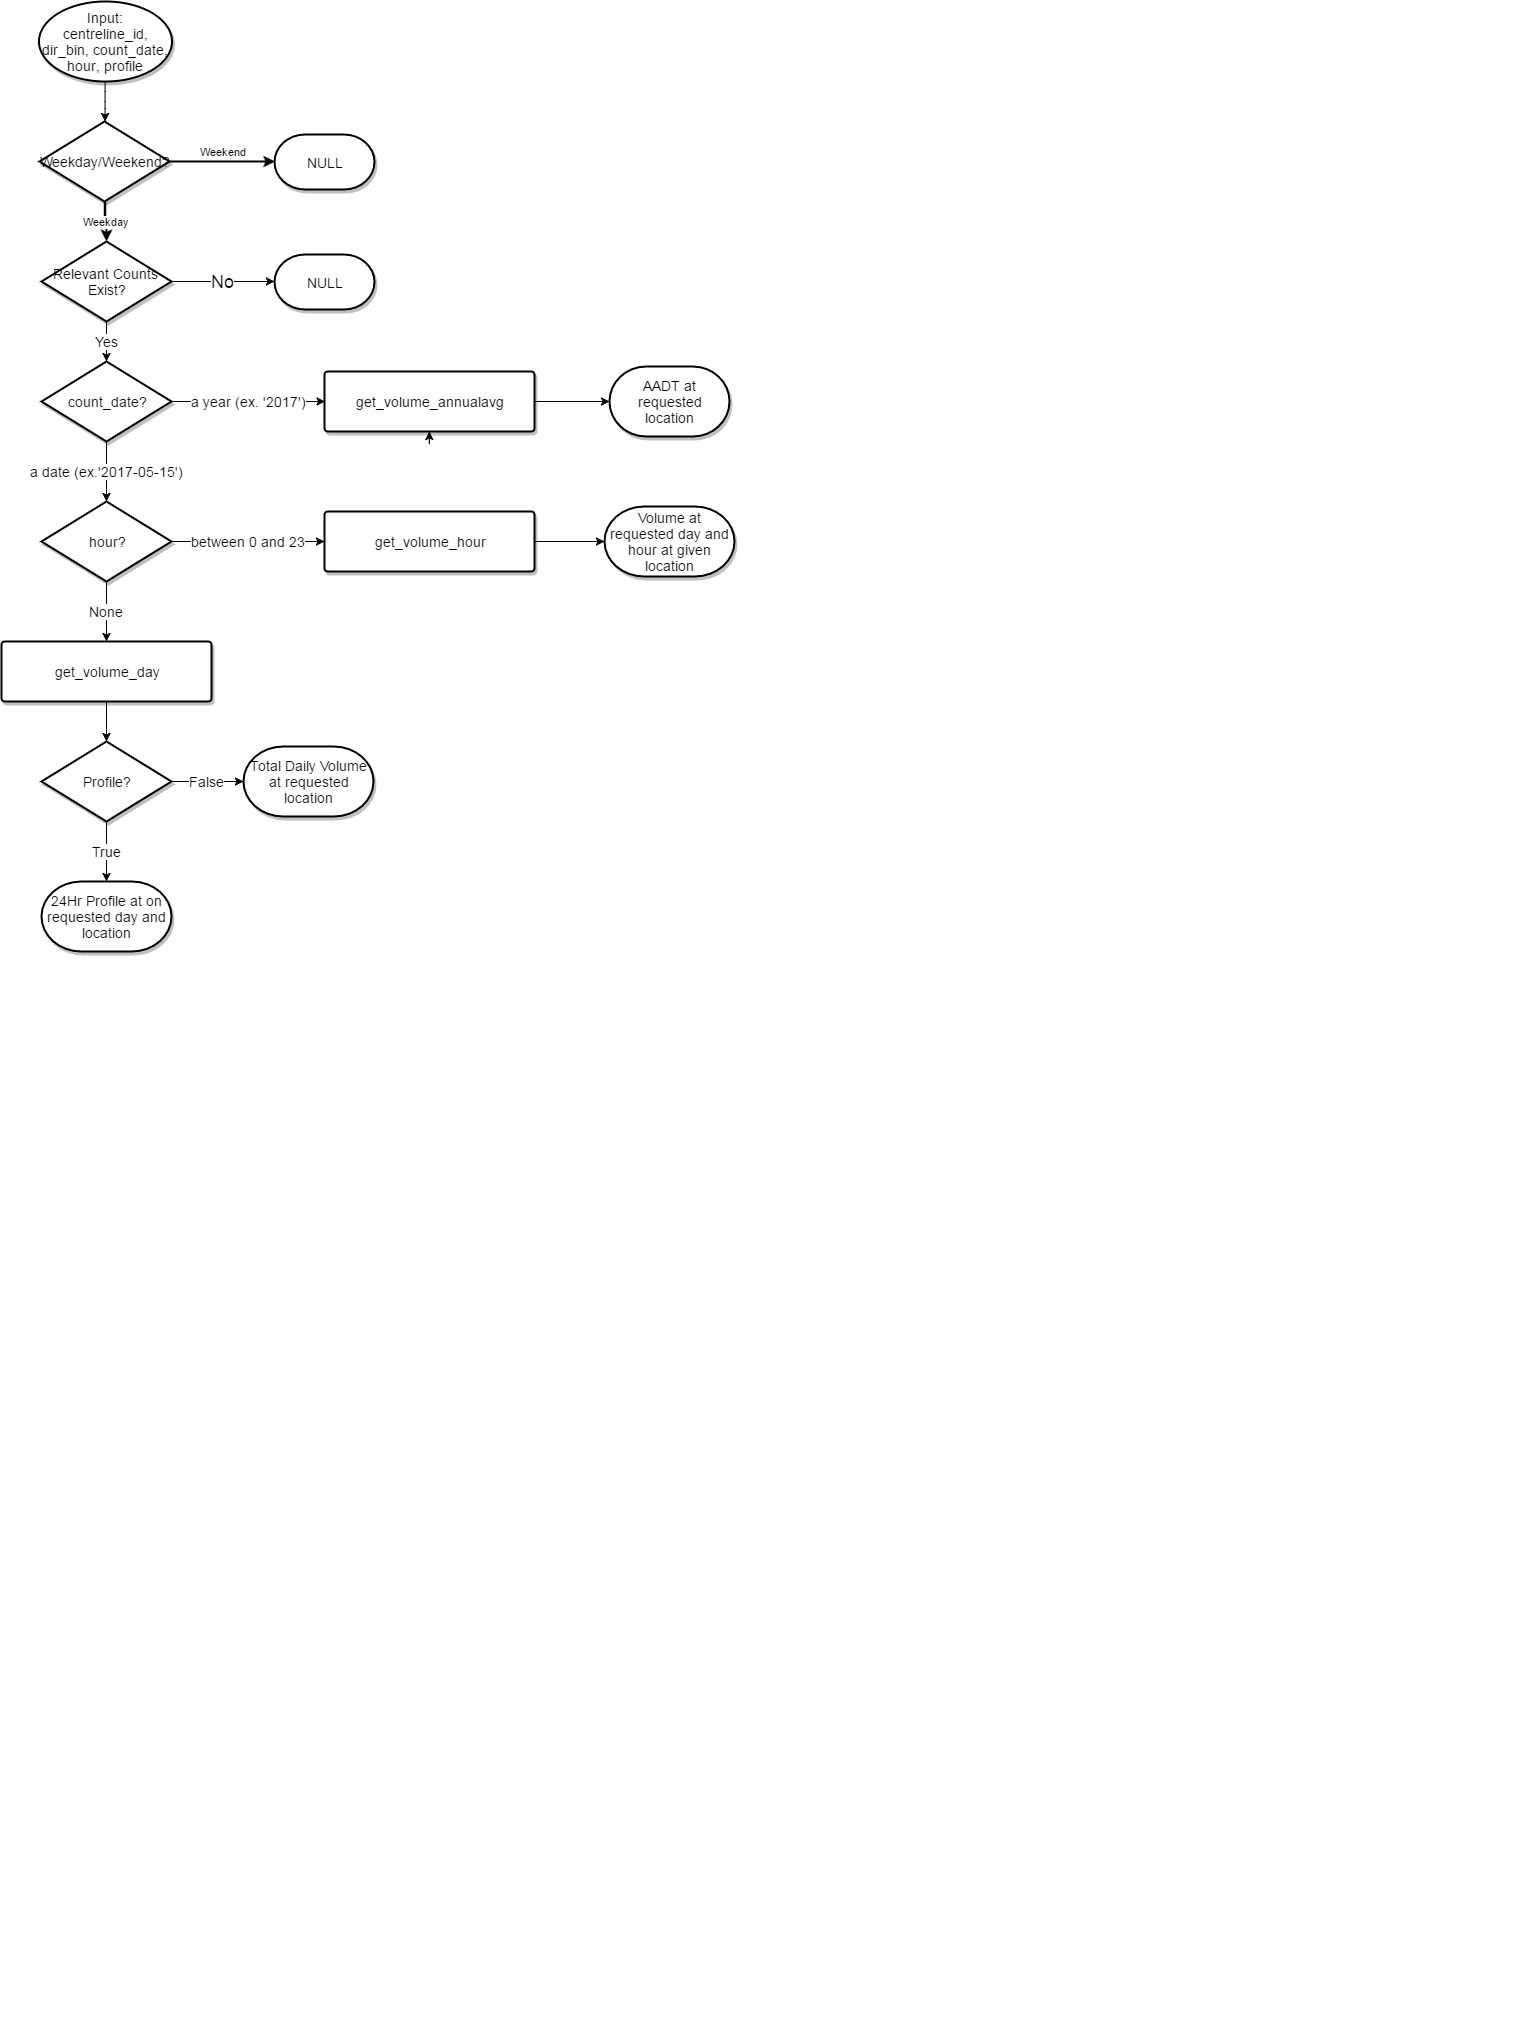 Input:
centreline_id,
dir_bin, count_date,
hour, profile
Weekday/Weekend?
Weekend
NULL
Weekday
Relevant Counts
Exist?
No
NULL
Yes
count_date?
a year (ex. '2017')
get_volume_annualavg
AADT at
requested
location
a date (ex.'2017-05-15')
hour?
between 0 and 23
get_volume_hour
Volume at
requested day and
hour at given
location
None
get_volume_day
Profile?
False
Total Daily Volume
at requested
location
True
24Hr Profile at on
requested day and
location